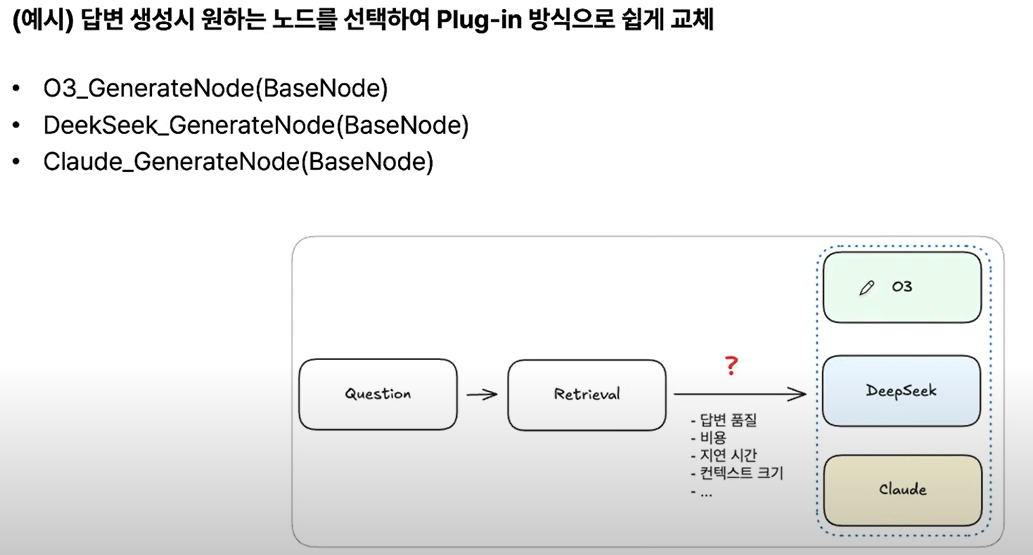 (예시) 답변 생성시 원하는 노드를 선택하여 Plug-in 방식으로 쉽게 교체
• O3_GenerateNode(BaseNode)
• DeekSeek_GenerateNode(BaseNode)
• Claude_GenerateNode(BaseNode)
Question
Retrieval
?
- 답변 품질
- 비용
- 지연 시간
- 컨텍스트 크기
- ...
O3
DeepSeek
Claude